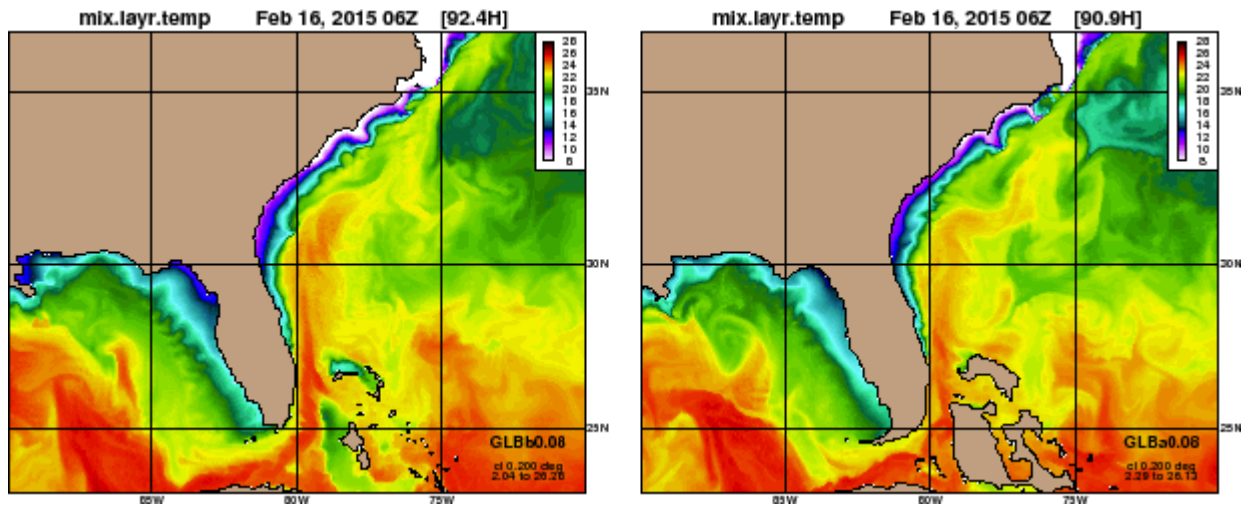 mix.layr.temp Feb 16, 2015 06Z [92.4H]
28
26
24
22
20
18
16
14
12
10
8
35N
30N
25N
GLBb0.08
ci 0.200 deg
2.04 to 26.28
85W 80W 75W
mix.layr.temp Feb 16, 2015 06Z [90.9H]
28
26
24
22
20
18
16
14
12
10
8
35N
30N
25N
GLBa0.08
ci 0.200 deg
2.29 to 26.13
85W 80W 75W